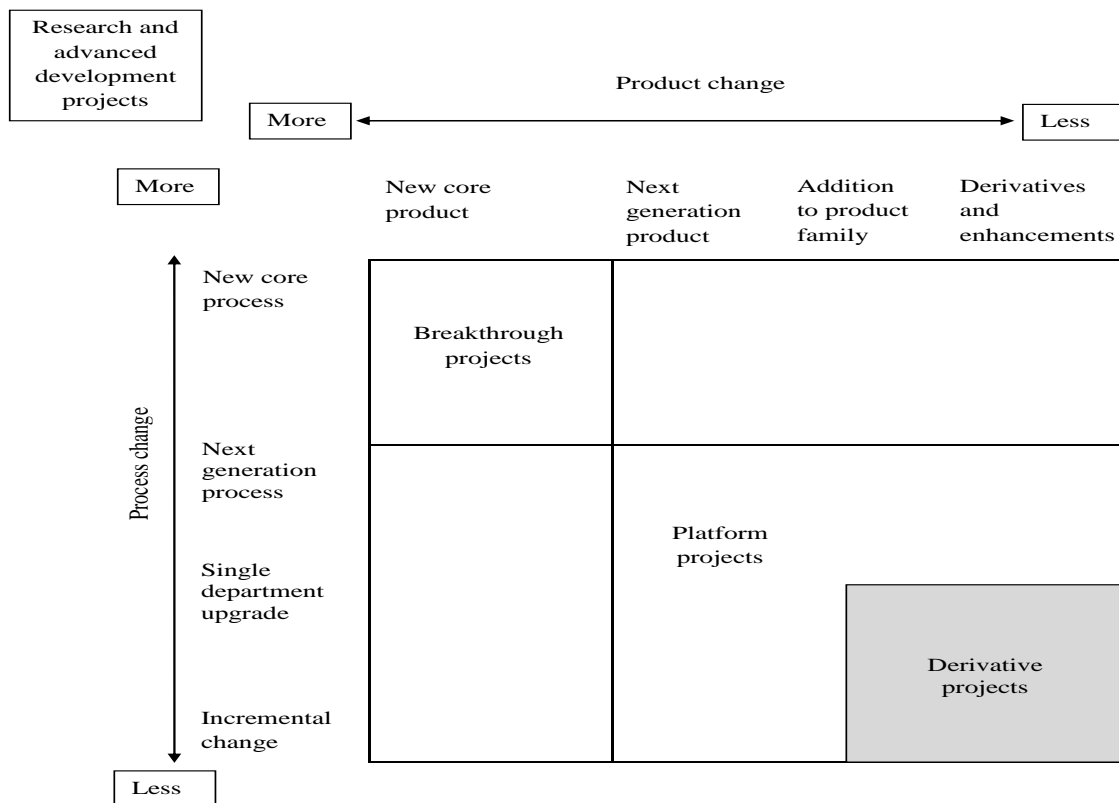 Research and
advanced
development
projects
Product change
More
Less
More
New core
product
Next
generation
product
Addition
to product
family
Derivatives
and
enhancements
New core
process
Breakthrough
projects
Process change
Next
generation
process
Platform
projects
Single
department
upgrade
Derivative
projects
Incremental
change
Less